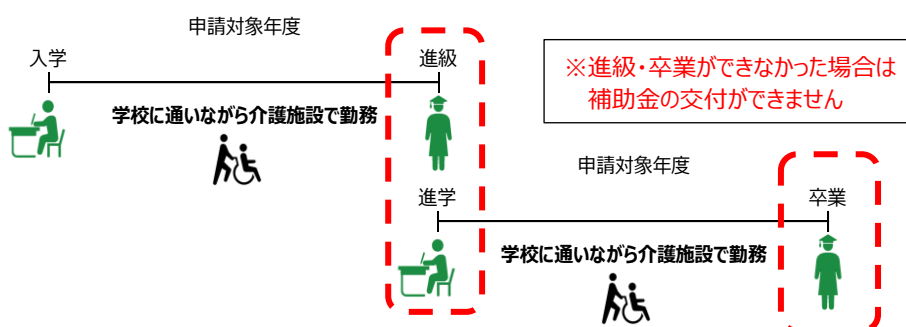 申請対象年度
入学
進級
※進級・卒業ができなかった場合は
補助金の交付ができません
学校に通いながら介護施設で勤務
申請対象年度
進学
卒業
学校に通いながら介護施設で勤務